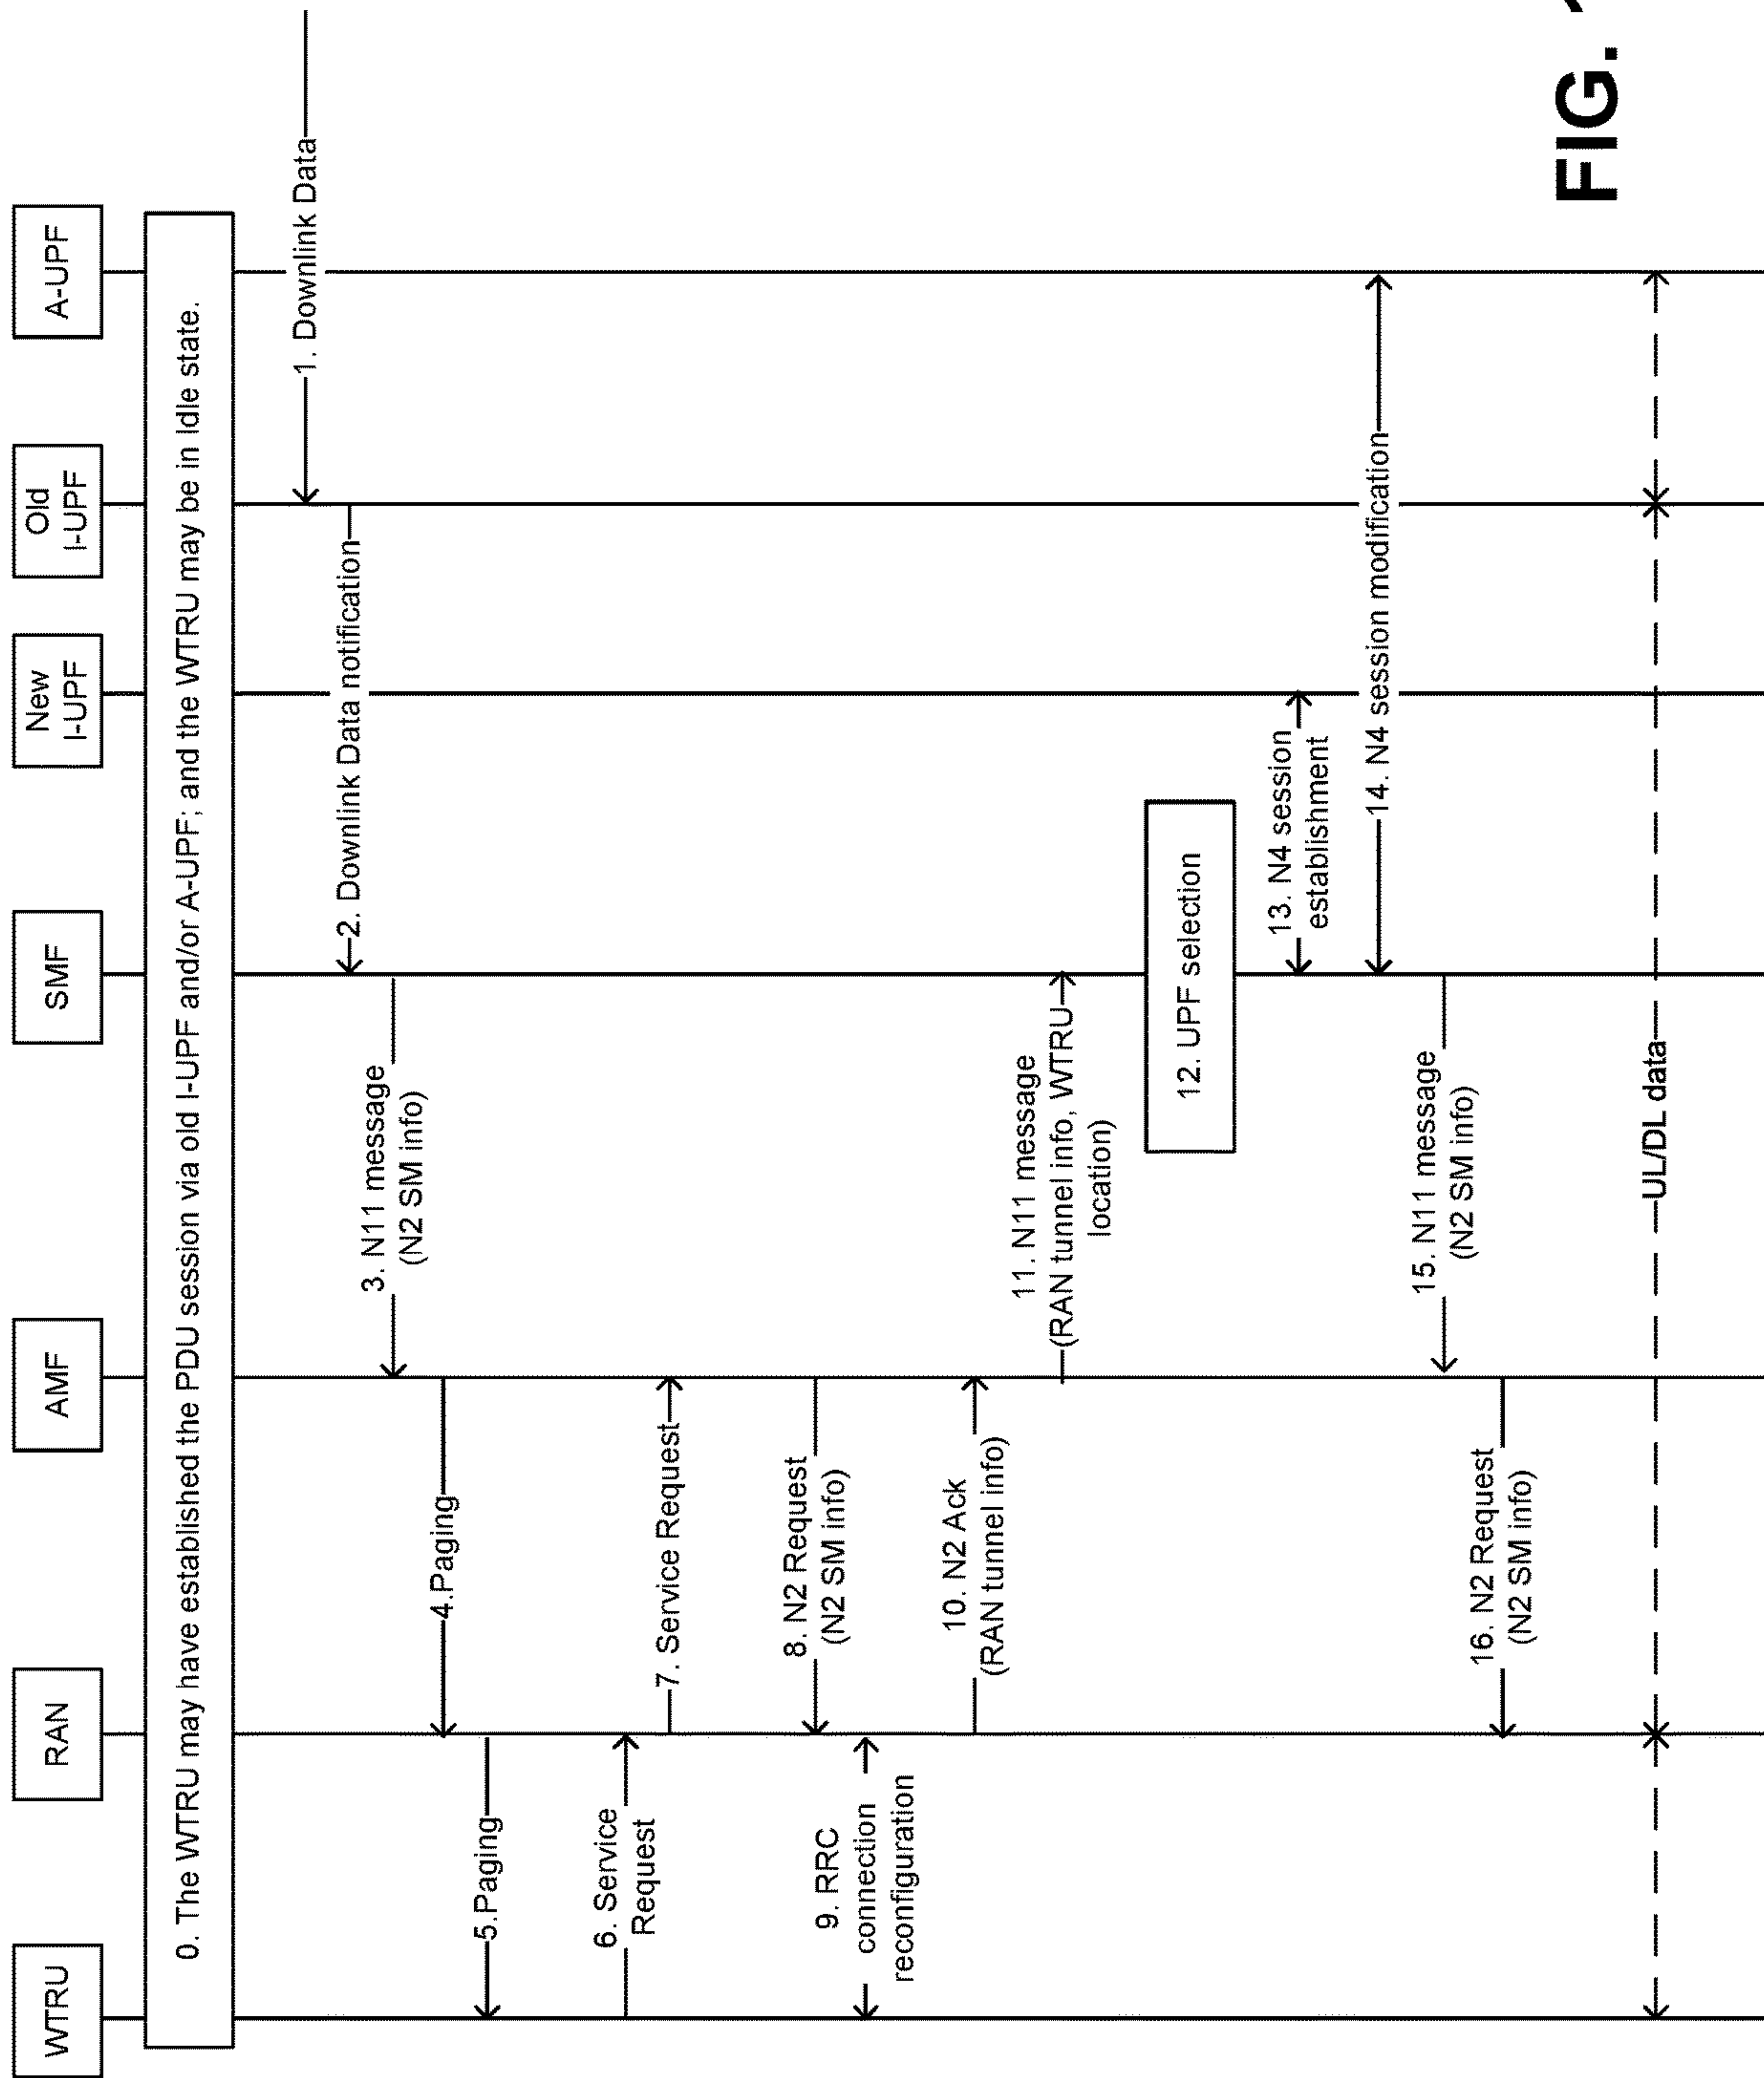 WTRU
RAN
AMF
SMF
New
I-UPF
Old
I-UPF
A-UPF
0. The WTRU may have established the PDU session via old I-UPF and/or A-UPF; and the WTRU may be in Idle state.
1. Downlink Data
2. Downlink Data notification
3. N11 message
(N2 SM info)
4.Paging
5.Paging
6. Service
Request
7. Service Request
8. N2 Request
(N2 SM info)
9. RRC
connection
reconfiguration
10. N2 Ack
(RAN tunnel info)
11. N11 message
(RAN tunnel info, WTRU
location)
12. UPF selection
13. N4 session
establishment
14. N4 session modification
15. N11 message
(N2 SM info)
16. N2 Request
(N2 SM info)
UL/DL data
FIG.